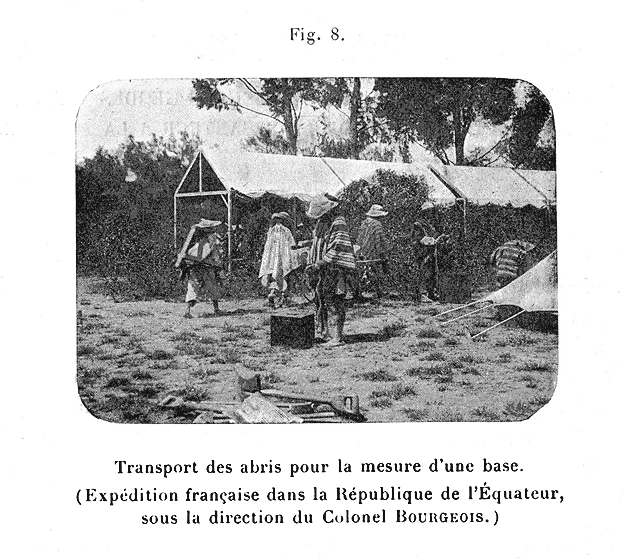 Fig. 8.
Transport des abris pour la mesure d'une base.
(Expédition française dans la République de l'Équateur,
sous la direction du Colonel BOURGEOIS.)